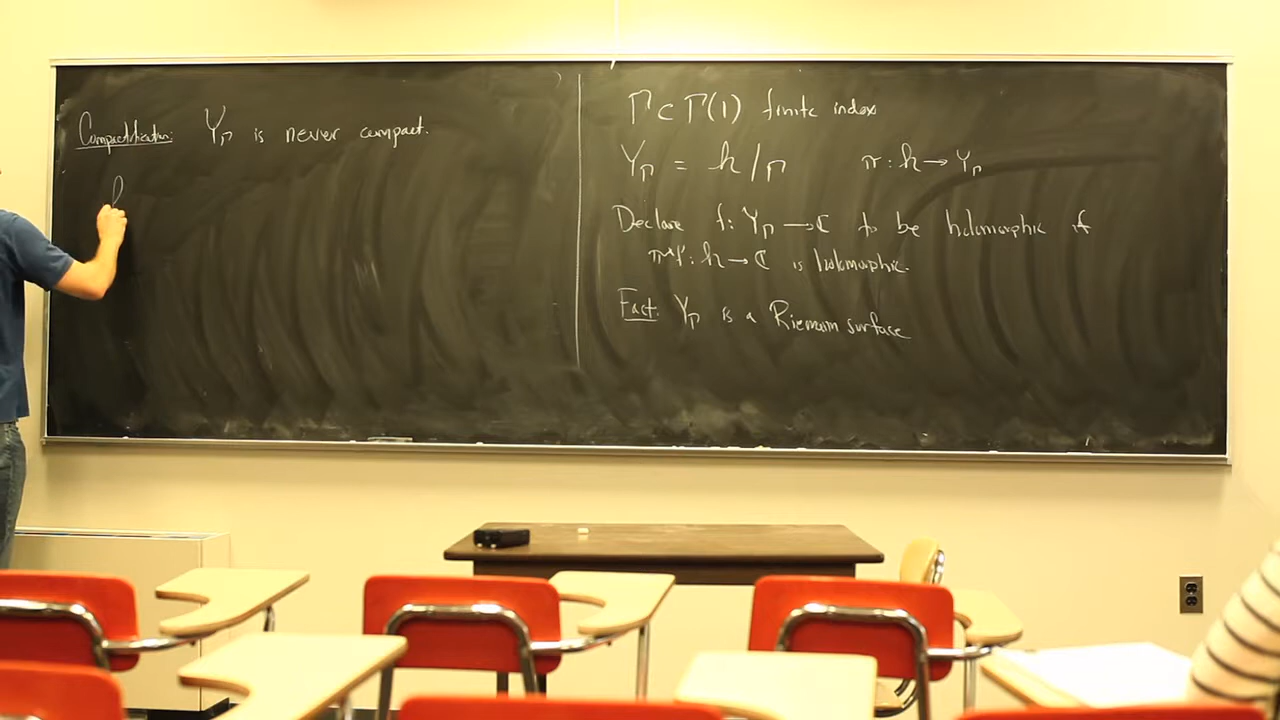 Compactification: Y_Γ is never compact.
Γ ⊂ Γ(1) finite index
Y_Γ = h/Γ π: h → Y_Γ
Declare f: Y_Γ → ℂ to be holomorphic if
π*f: h → ℂ is holomorphic.
Fact: Y_Γ is a Riemann surface